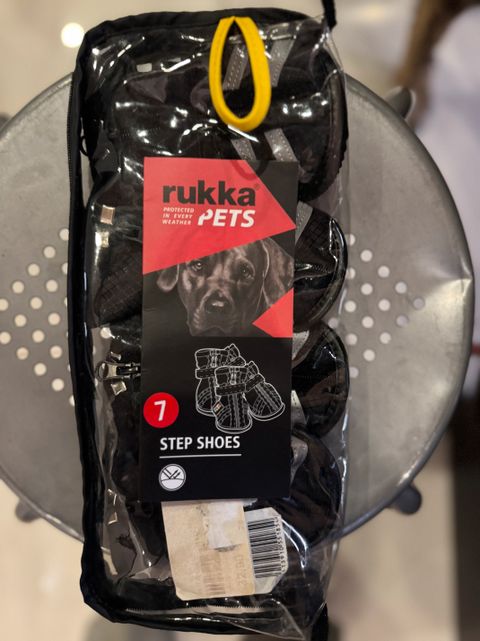 rukka®
PROTECTED
IN EVERY
WEATHER
PETS
7
STEP SHOES